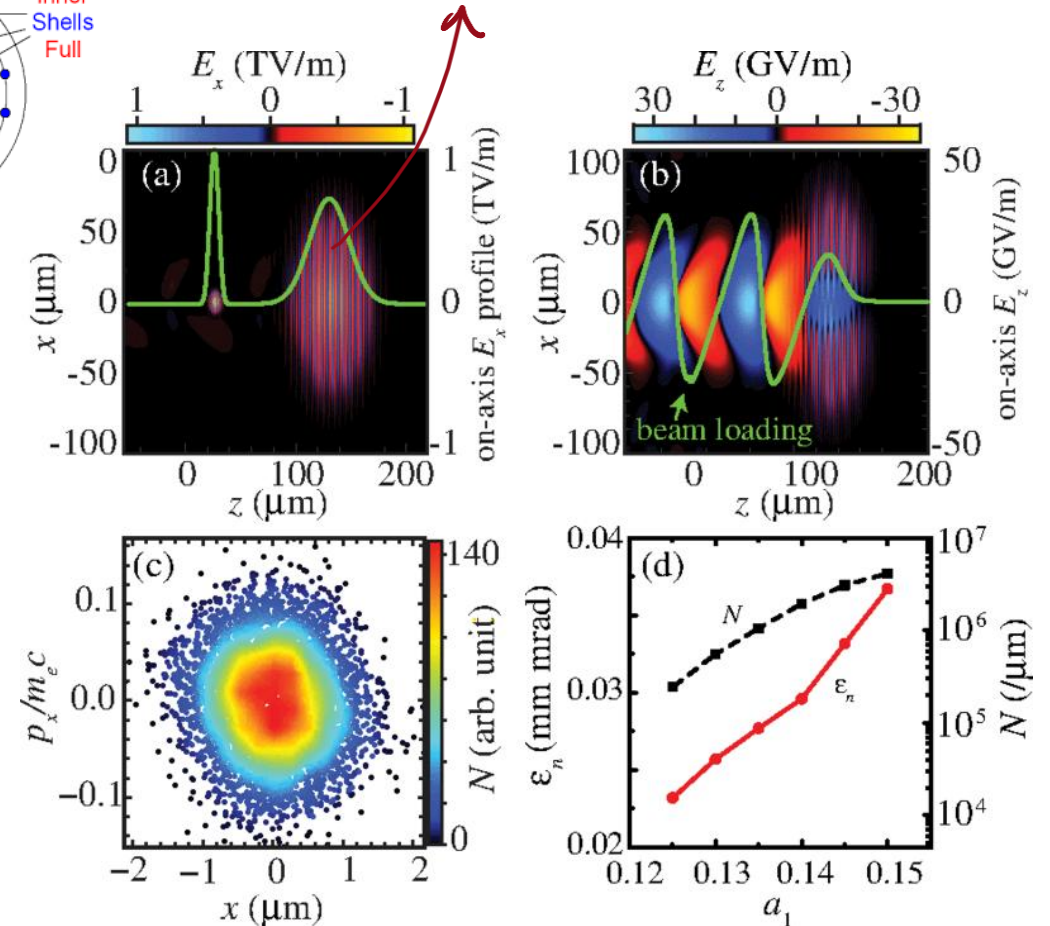 Shells
Full
E_x (TV/m)
1 0 -1
(a)
0
50
0
-50
-100
x (μm)
1
0
-1
on-axis E_x profile (TV/m)
0 100 200
z (μm)
E_z (GV/m)
30 0 -30
(b)
100
50
0
-50
-100
x (μm)
50
0
-50
on-axis E_z (GV/m)
beam loading
0 100 200
z (μm)
(c)
0.1
0.0
-0.1
p_x/m_e c
-2 -1 0 1 2
x (μm)
140
0
N (arb. unit)
(d)
0.04
0.03
0.02
ε_n (mm mrad)
N
ε_n
10^7
10^6
10^5
10^4
N (/μm)
0.12 0.13 0.14 0.15
a_1